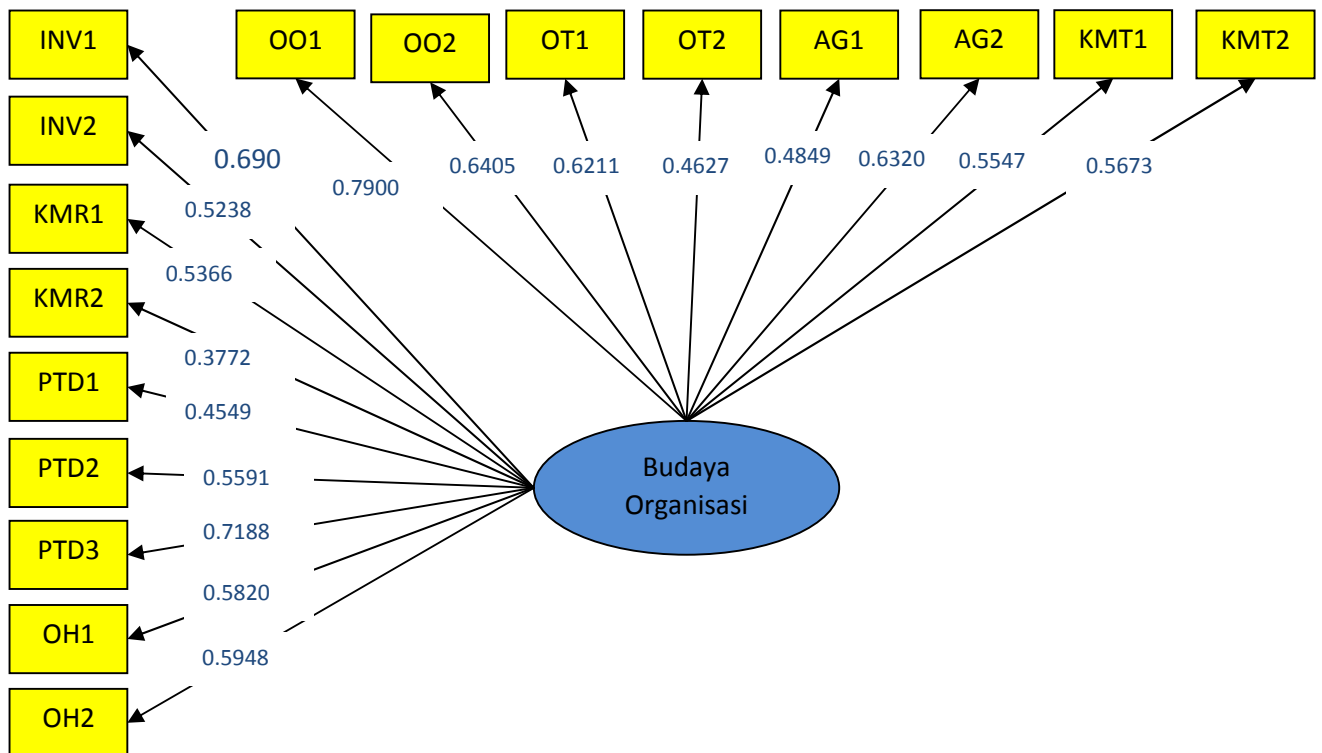 INV1
OO1
OO2
OT1
OT2
AG1
AG2
KMT1
KMT2
INV2
0.690
0.7900
0.6405
0.6211
0.4627
0.4849
0.6320
0.5547
0.5673
KMR1
0.5238
0.5366
KMR2
0.3772
PTD1
0.4549
PTD2
0.5591
Budaya
Organisasi
PTD3
0.7188
OH1
0.5820
0.5948
OH2